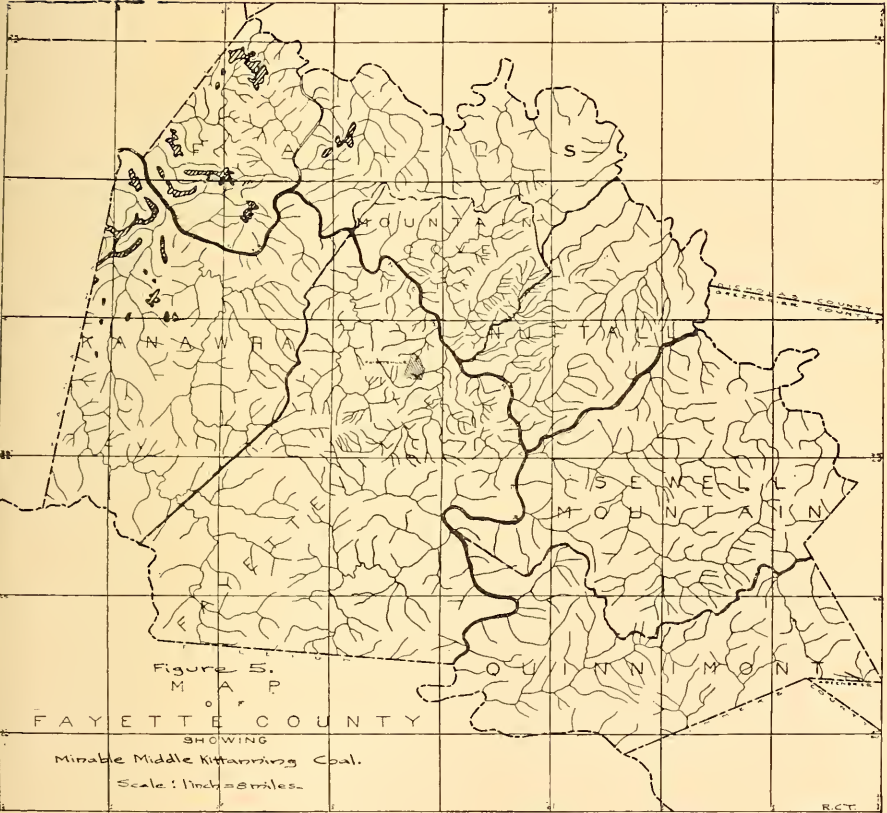 FALLS
MOUNTAIN
COVE
NICHOLAS COUNTY
GREENBRIER COUNTY
KANAWHA
NUTTALL
SEWELL
MOUNTAIN
FAYETTE
QUINNIMONT
Figure 5.
MAP
OF
FAYETTE COUNTY
SHOWING
Minable Middle Kittanning Coal.
Scale: 1 inch = 8 miles.
R.C.T.